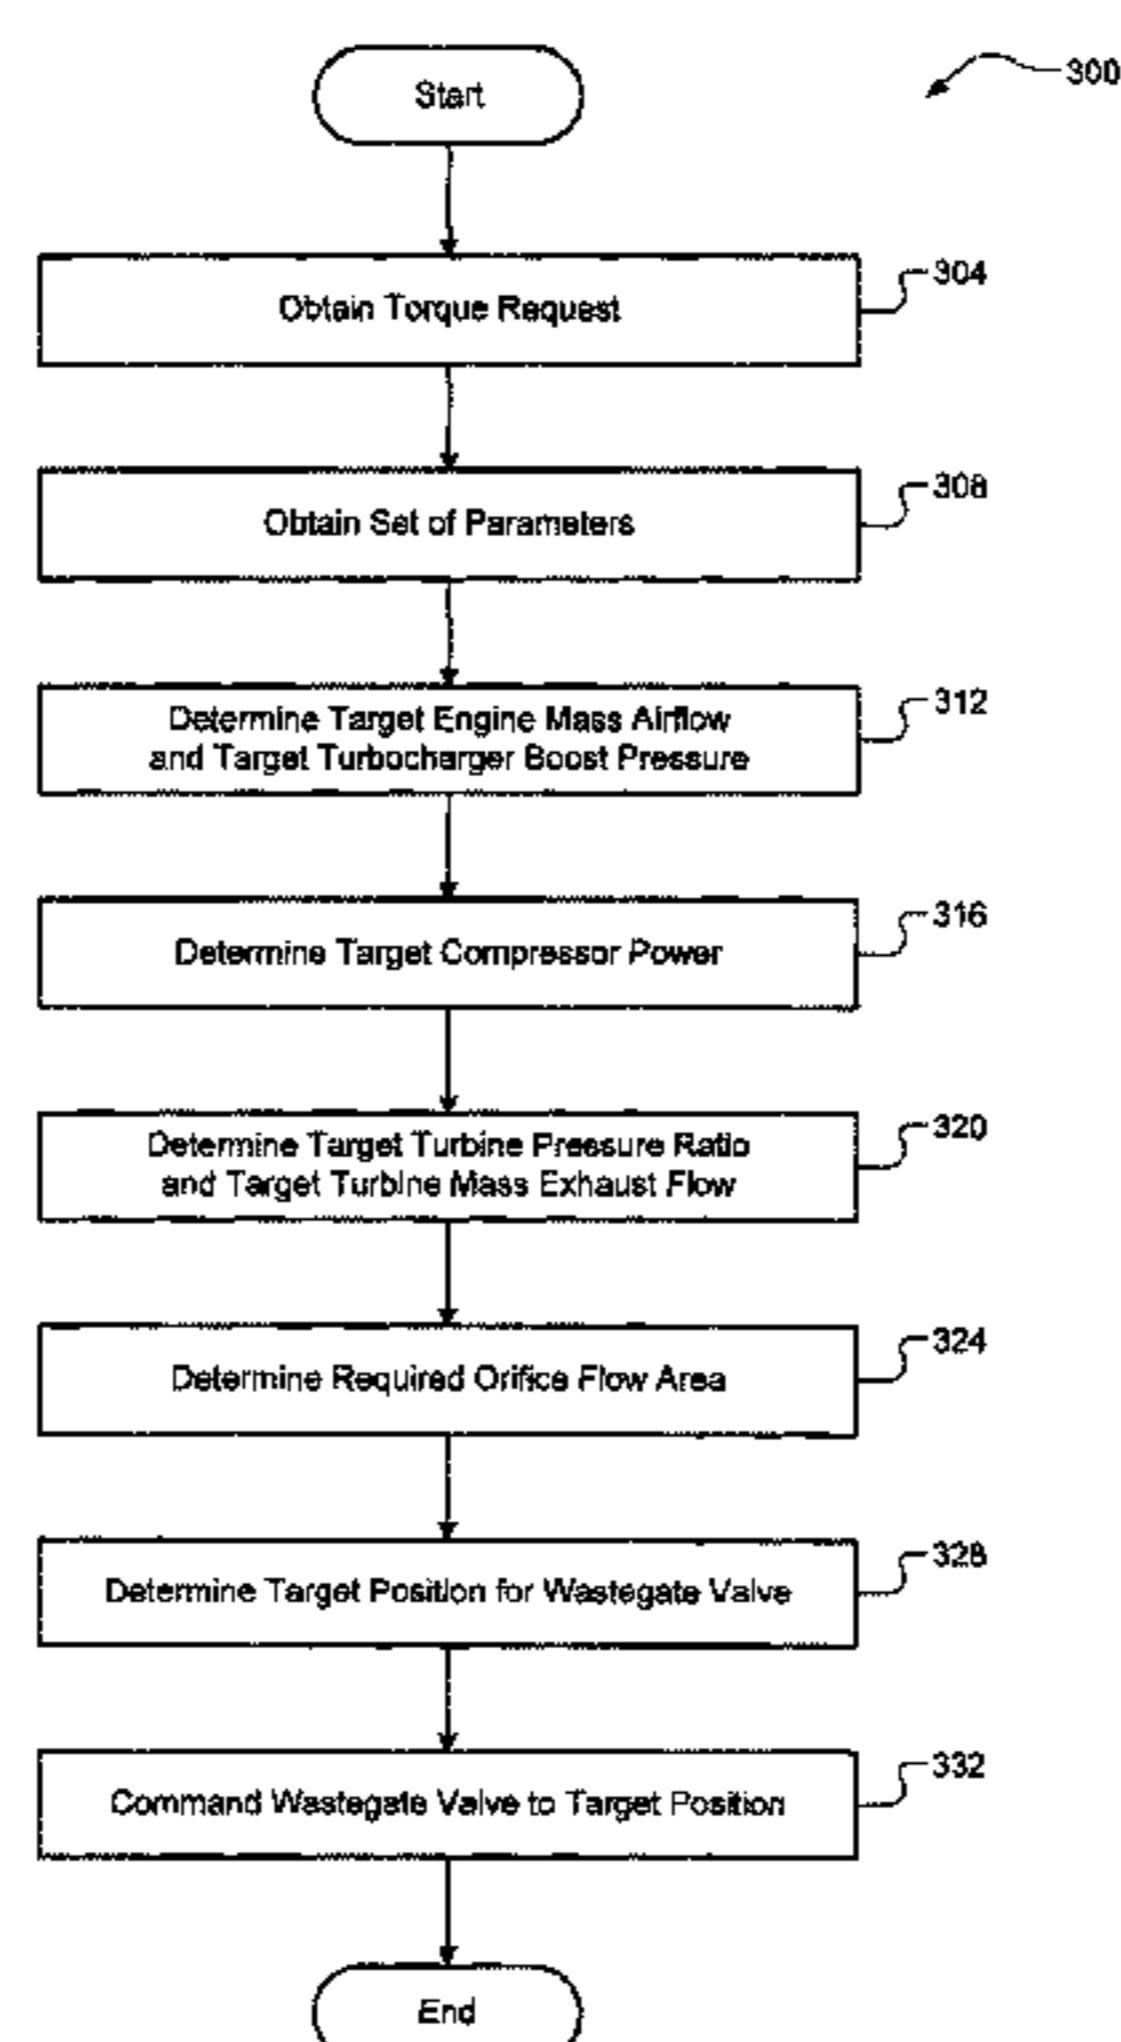 Start
300
Obtain Torque Request
304
Obtain Set of Parameters
308
Determine Target Engine Mass Airflow
and Target Turbocharger Boost Pressure
312
Determine Target Compressor Power
316
Determine Target Turbine Pressure Ratio
and Target Turbine Mass Exhaust Flow
320
Determine Required Orifice Flow Area
324
Determine Target Position for Wastegate Valve
328
Command Wastegate Valve to Target Position
332
End